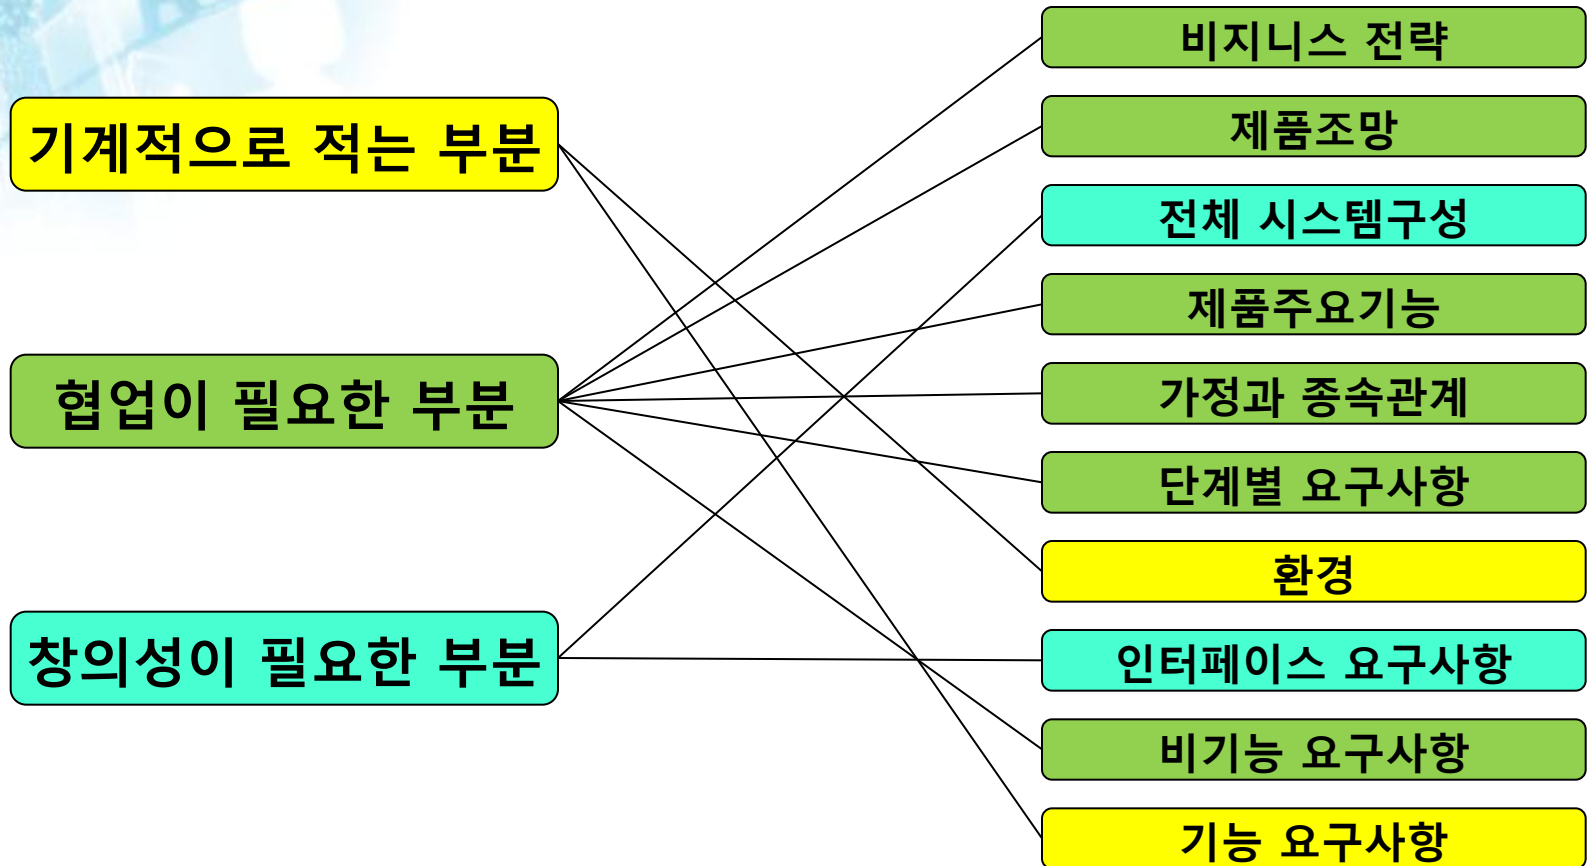 기계적으로 적는 부분
협업이 필요한 부분
창의성이 필요한 부분
비지니스 전략
제품조망
전체 시스템구성
제품주요기능
가정과 종속관계
단계별 요구사항
환경
인터페이스 요구사항
비기능 요구사항
기능 요구사항